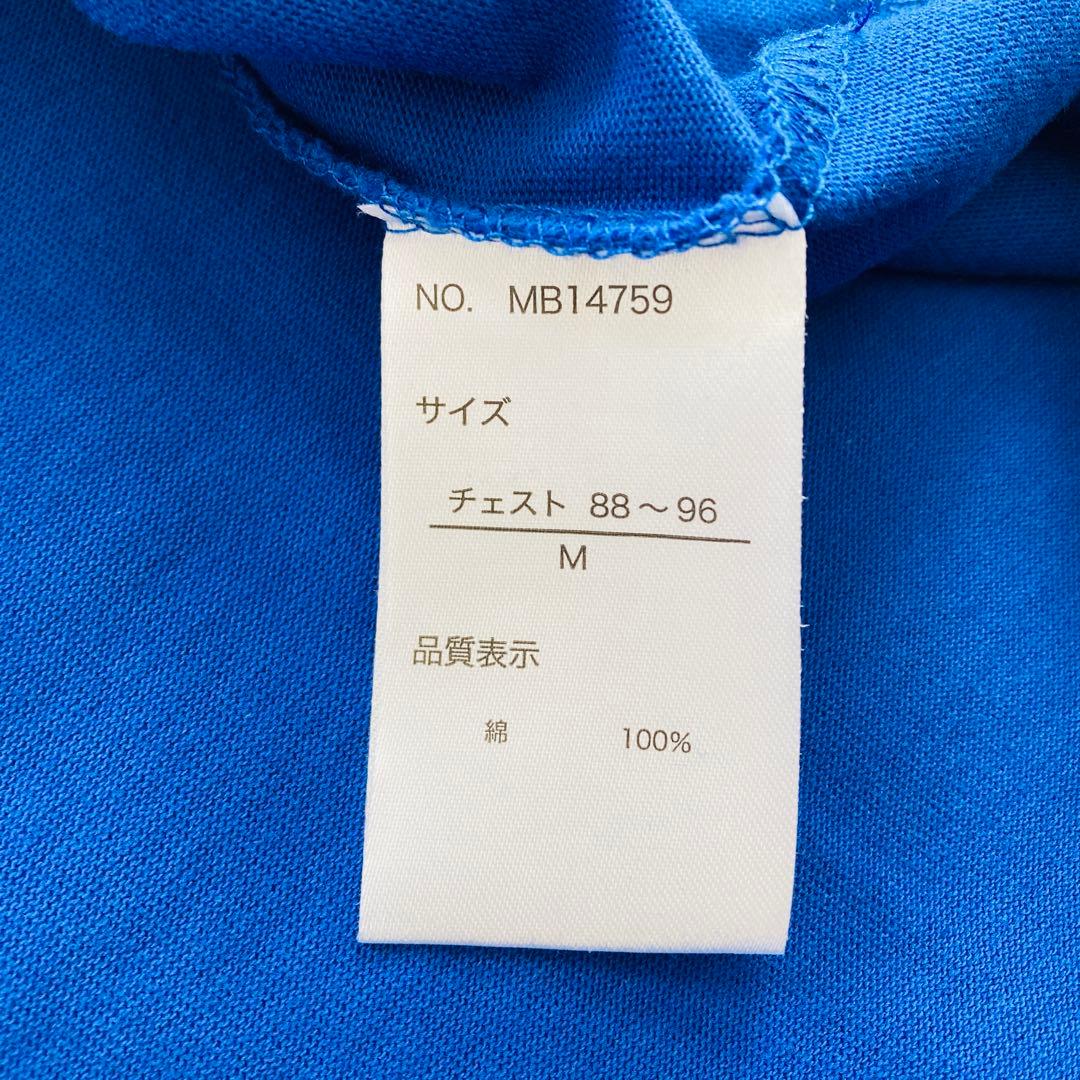 NO. MB14759
サイズ
チェスト 88～96
M
品質表示
綿 100%